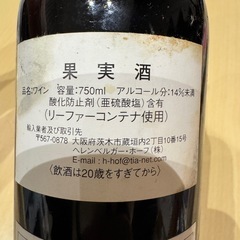 果実酒
品名:ワイン 容量:750ml アルコール分:14%未満
酸化防止剤(亜硫酸塩)含有
(リーファーコンテナ使用)
輸入業者及び取引先
〒567-0878 大阪府茨木市蔵垣内2丁目10番15号
ヘレンベルガー・ホーフ(株)
E-mail : h-hof@tia-net.com
(飲酒は20歳をすぎてから)